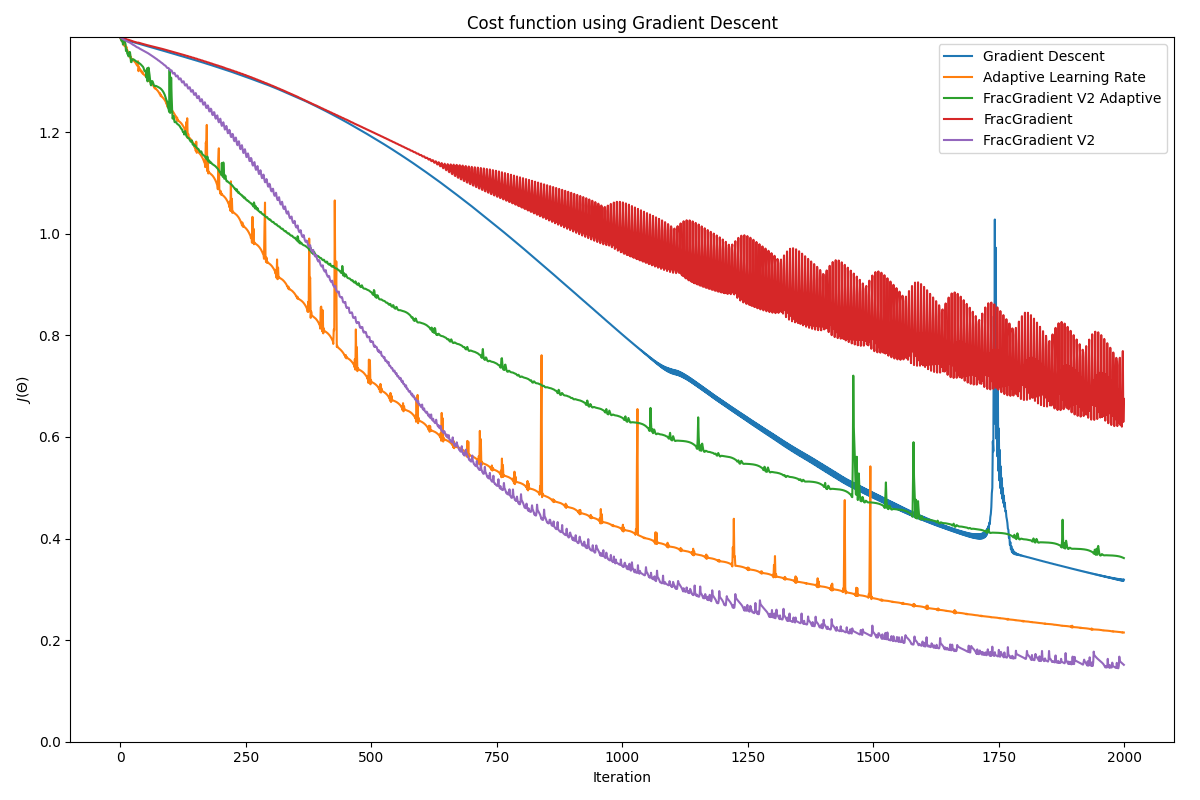 Cost function using Gradient Descent
Gradient Descent
Adaptive Learning Rate
FracGradient V2 Adaptive
FracGradient
FracGradient V2
J(Θ)
1.2
1.0
0.8
0.6
0.4
0.2
0.0
0 250 500 750 1000 1250 1500 1750 2000
Iteration